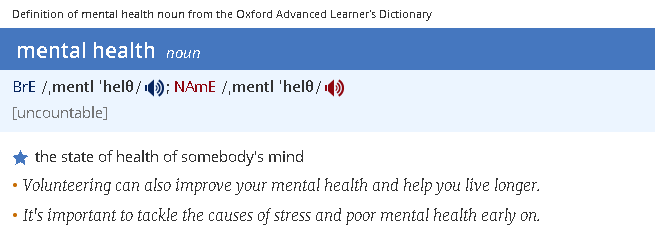 Definition of mental health noun from the Oxford Advanced Learner's Dictionary
mental health noun
BrE /ˌmentl ˈhelθ/ ; NAmE /ˌmentl ˈhelθ/
[uncountable]
the state of health of somebody's mind
• Volunteering can also improve your mental health and help you live longer.
• It's important to tackle the causes of stress and poor mental health early on.